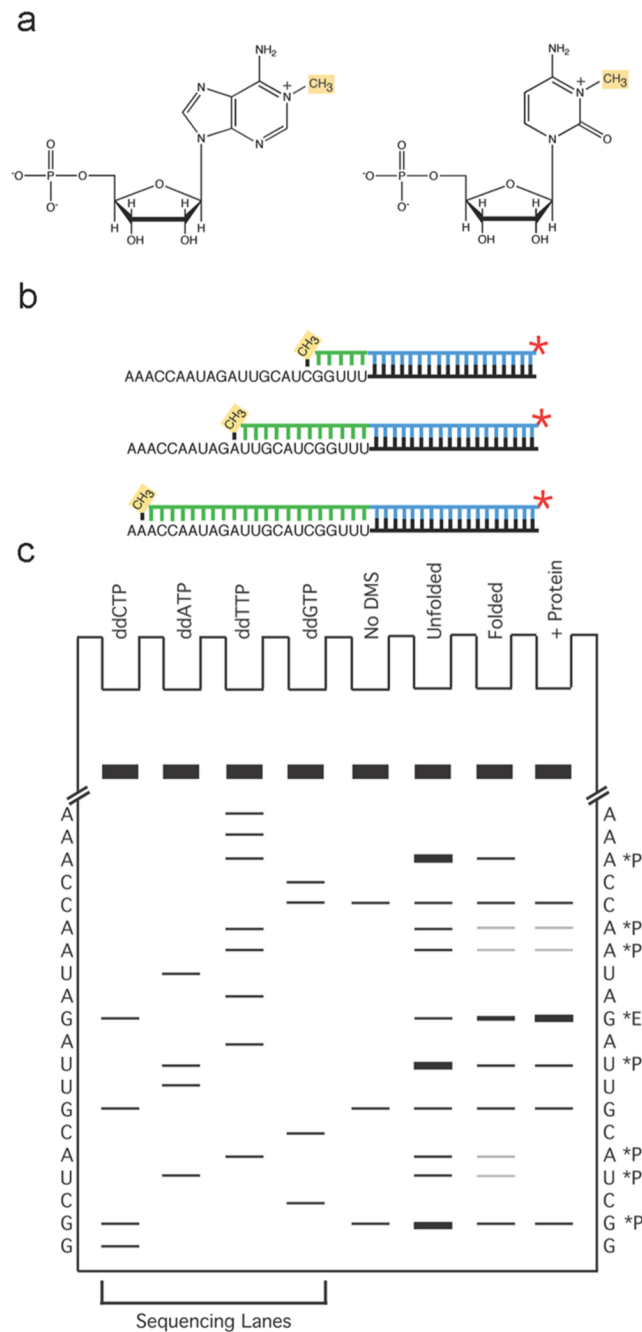 a
NH₂
N
N
+
CH₃
N
N
O
⁻O
P
O
O⁻
O
H
H
H
H
OH
OH
NH₂
N
+
CH₃
N
O
O
⁻O
P
O
O⁻
O
H
H
H
H
OH
OH
b
CH3
AAACCAAUAGAUUGCAUCGGUUU
*
CH3
AAACCAAUAGAUUGCAUCGGUUU
*
CH3
AAACCAAUAGAUUGCAUCGGUUU
*
c
ddCTP
ddATP
ddTTP
ddGTP
No DMS
Unfolded
Folded
+ Protein
A A
A A
A A *P
C C
C C
A A *P
A A *P
U U
A A
G G *E
A A
U U *P
U U
G G
C C
A A *P
U U *P
C C
G G *P
G G
Sequencing Lanes